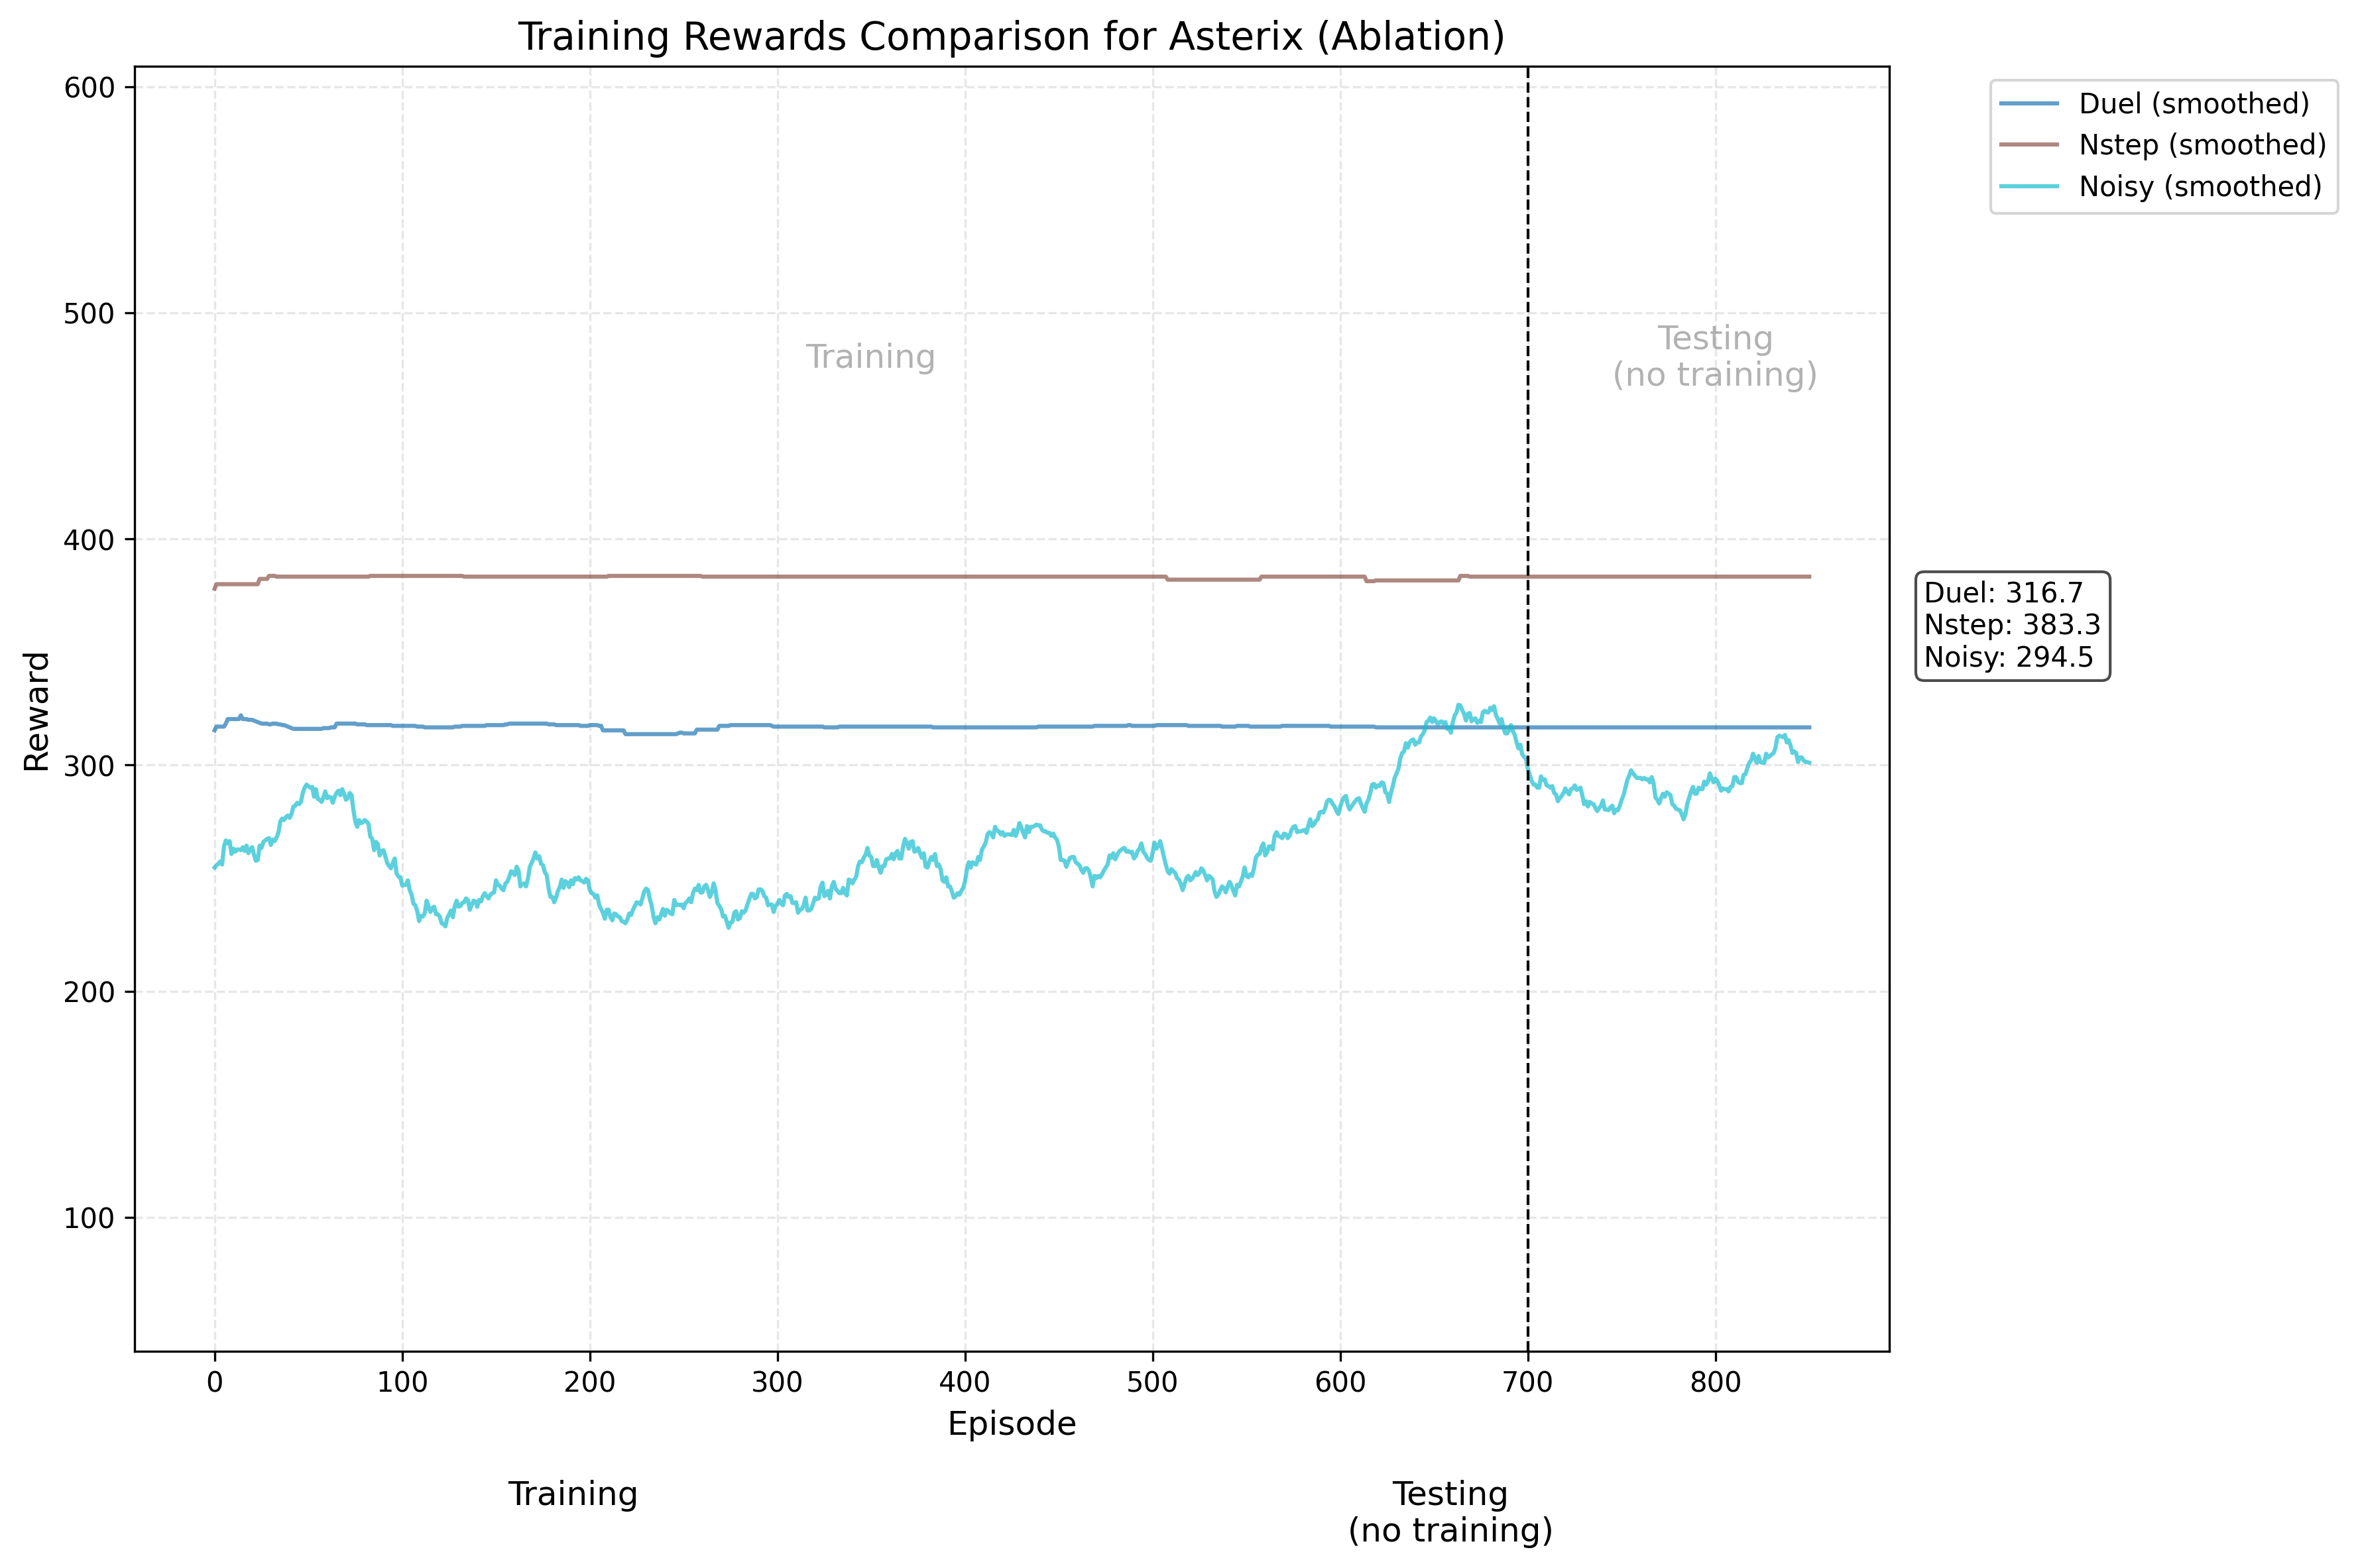 Training Rewards Comparison for Asterix (Ablation)
Duel (smoothed)
Nstep (smoothed)
Noisy (smoothed)
Reward
600
500
400
300
200
100
Training
Testing
(no training)
Duel: 316.7
Nstep: 383.3
Noisy: 294.5
0 100 200 300 400 500 600 700 800
Episode
Training
Testing
(no training)